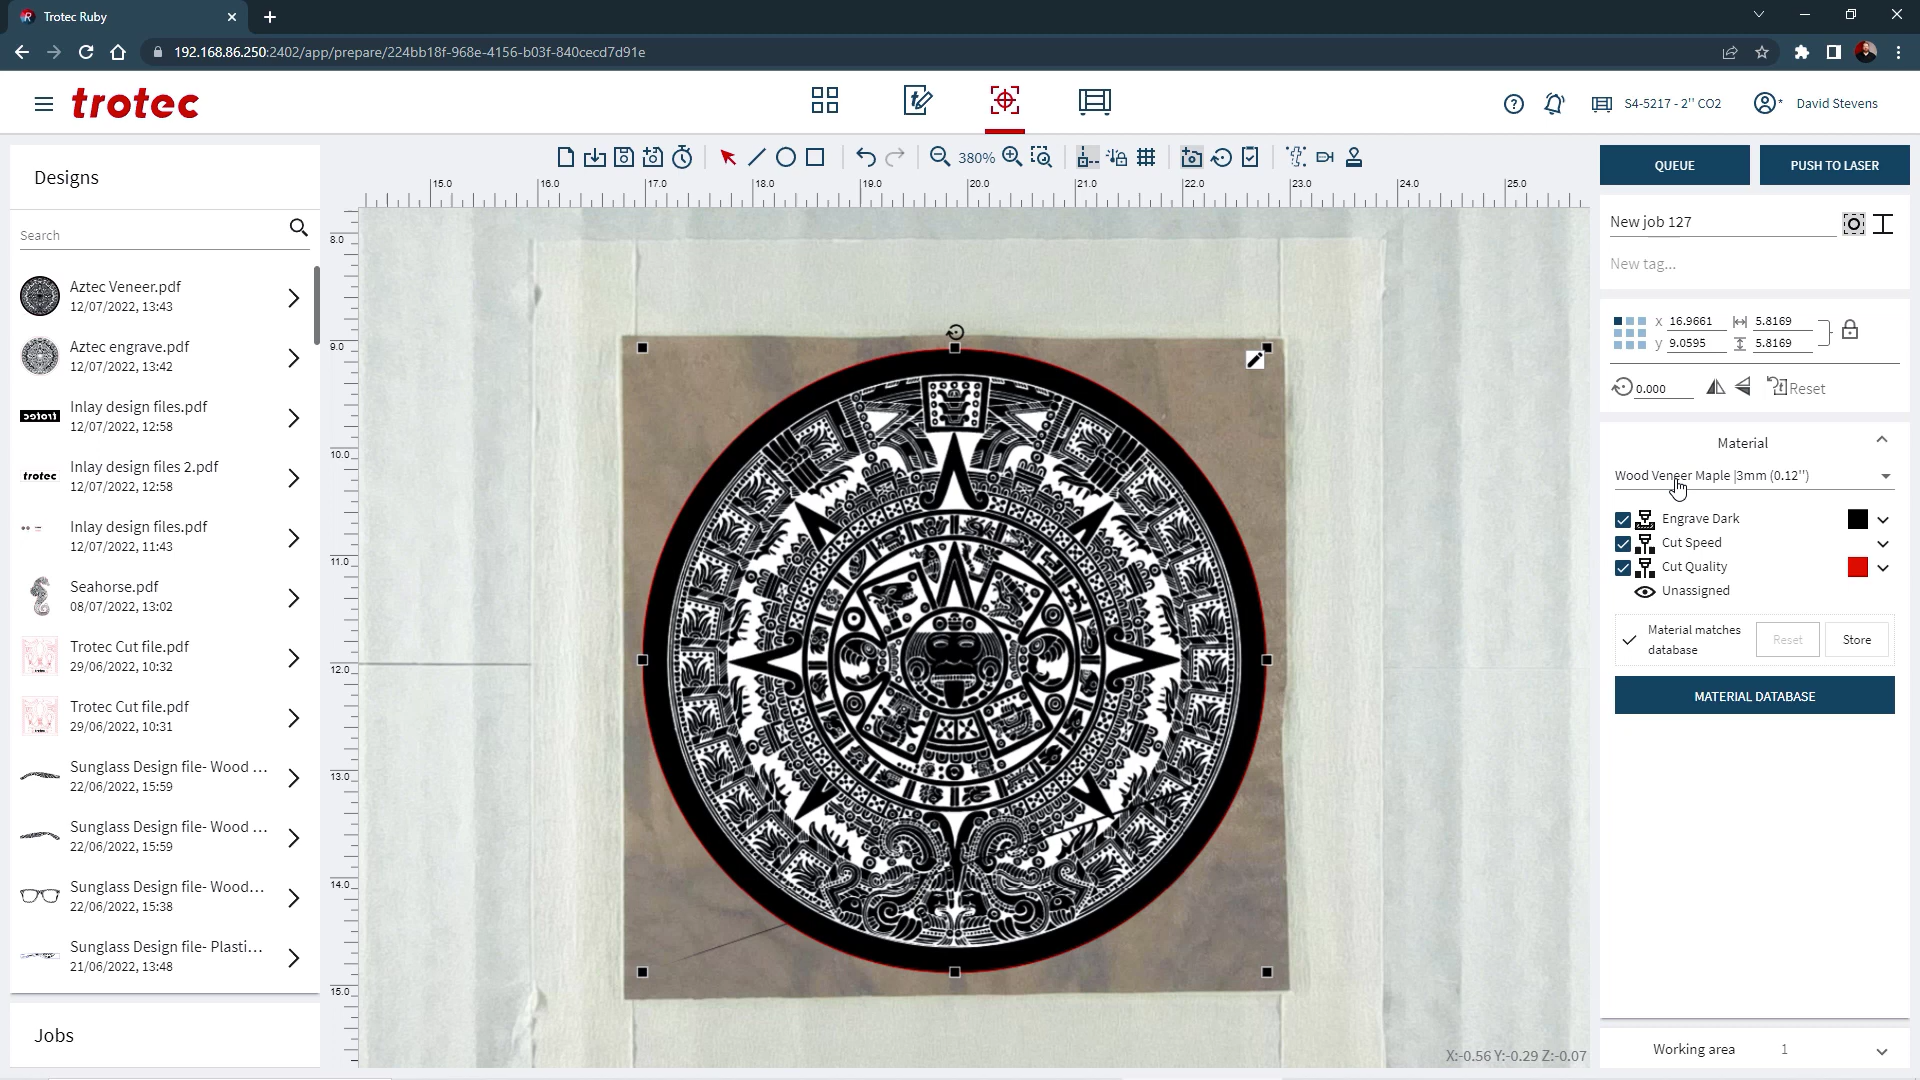 Trotec Ruby
192.168.86.250:2402/app/prepare/224bb18f-968e-4156-b03f-840cecd7d91e
trotec
S4-5217 - 2'' CO2
David Stevens
Designs
Search
Aztec Veneer.pdf
12/07/2022, 13:43
Aztec engrave.pdf
12/07/2022, 13:42
Inlay design files.pdf
12/07/2022, 12:58
Inlay design files 2.pdf
12/07/2022, 12:58
Inlay design files.pdf
12/07/2022, 11:43
Seahorse.pdf
08/07/2022, 13:02
Trotec Cut file.pdf
29/06/2022, 10:32
Trotec Cut file.pdf
29/06/2022, 10:31
Sunglass Design file- Wood ...
22/06/2022, 15:59
Sunglass Design file- Wood ...
22/06/2022, 15:59
Sunglass Design file- Wood...
22/06/2022, 15:38
Sunglass Design file- Plasti...
21/06/2022, 13:48
Jobs
380%
15.0 16.0 17.0 18.0 19.0 20.0 21.0 22.0 23.0 24.0 25.0
8.0
9.0
10.0
11.0
12.0
13.0
14.0
15.0
X:-0.56 Y:-0.29 Z:-0.07
QUEUE
PUSH TO LASER
New job 127
New tag...
x 16.9661 5.8169
y 9.0595 5.8169
0.000 Reset
Material
Wood Veneer Maple |3mm (0.12'')
Engrave Dark
Cut Speed
Cut Quality
Unassigned
Material matches
database
Reset
Store
MATERIAL DATABASE
Working area 1